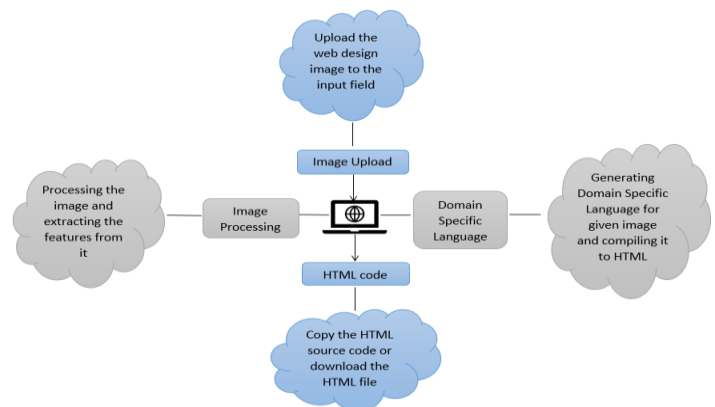 Upload the
web design
image to the
input field
Image Upload
Processing the
image and
extracting the
features from
it
Image
Processing
Domain
Specific
Language
Generating
Domain Specific
Language for
given image
and compiling it
to HTML
HTML code
Copy the HTML
source code or
download the
HTML file